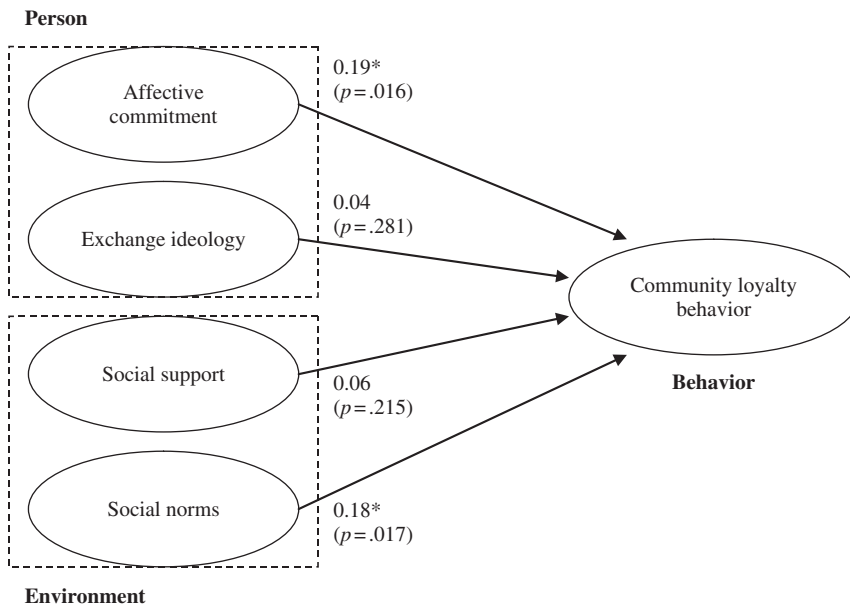 Person
Affective
commitment
0.19*
(p=.016)
Exchange ideology
0.04
(p=.281)
Community loyalty
behavior
Behavior
Social support
0.06
(p=.215)
Social norms
0.18*
(p=.017)
Environment